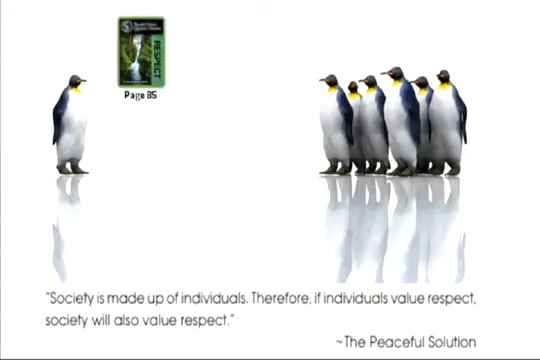 RESPECT
Page 85
"Society is made up of individuals. Therefore, if individuals value respect,
society will also value respect."
~The Peaceful Solution